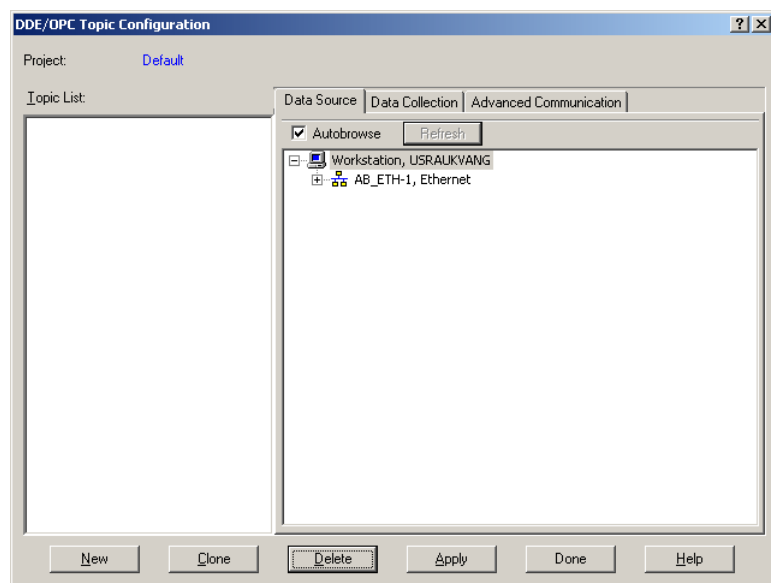 DDE/OPC Topic Configuration
Project: Default
Topic List:
Data Source Data Collection Advanced Communication
Autobrowse Refresh
Workstation, USRAUKVANG
AB_ETH-1, Ethernet
New Clone Delete Apply Done Help